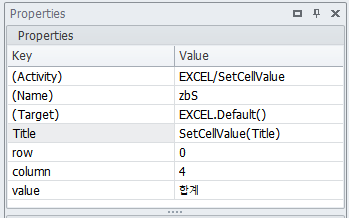 Properties
Properties
Key Value
(Activity) EXCEL/SetCellValue
(Name) zbS
(Target) EXCEL.Default()
Title SetCellValue(Title)
row 0
column 4
value 합계